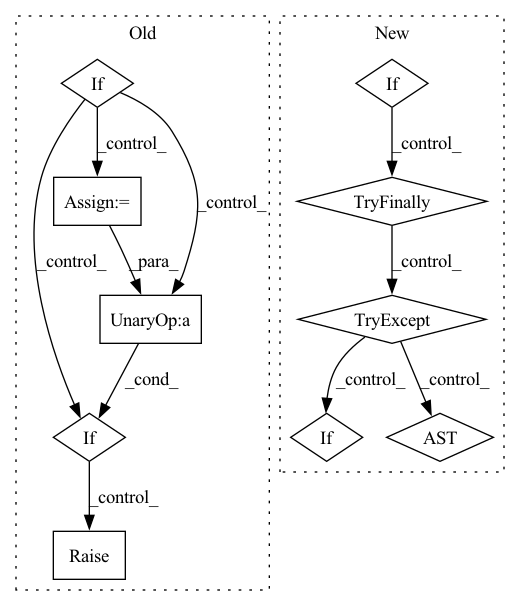 Old
New
If
If
_control_
_control_
Assign:=
_control_
TryFinally
_control_
_para_
_control_
UnaryOp:a
TryExcept
_cond_
_control_
_control_
If
If
AST
_control_
Raise